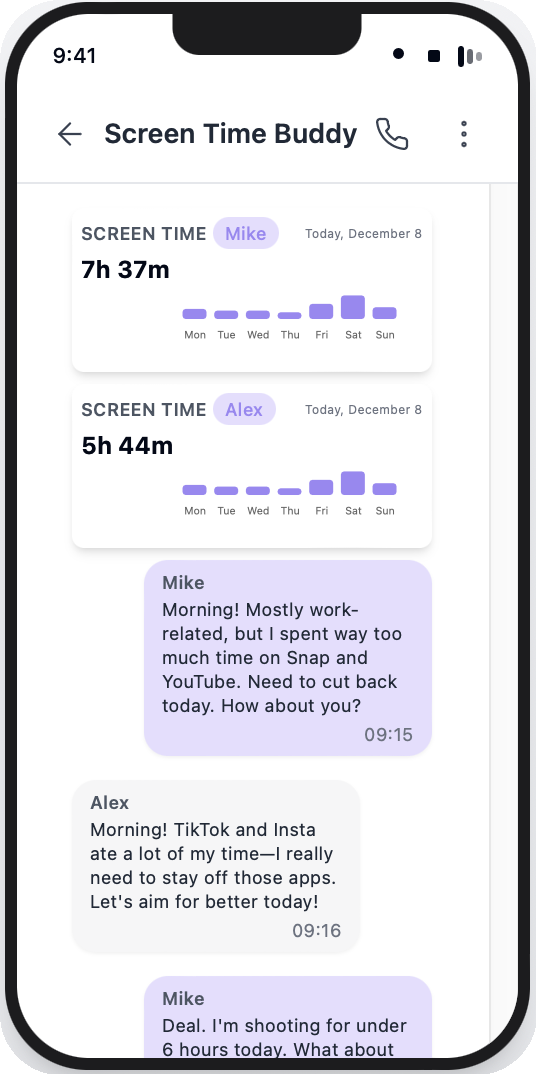 9:41
Screen Time Buddy
SCREEN TIME Mike Today, December 8
7h 37m
Mon Tue Wed Thu Fri Sat Sun
SCREEN TIME Alex Today, December 8
5h 44m
Mon Tue Wed Thu Fri Sat Sun
Mike
Morning! Mostly work-
related, but I spent way too
much time on Snap and
YouTube. Need to cut back
today. How about you?
09:15
Alex
Morning! TikTok and Insta
ate a lot of my time—I really
need to stay off those apps.
Let's aim for better today!
09:16
Mike
Deal. I'm shooting for under
6 hours today. What about